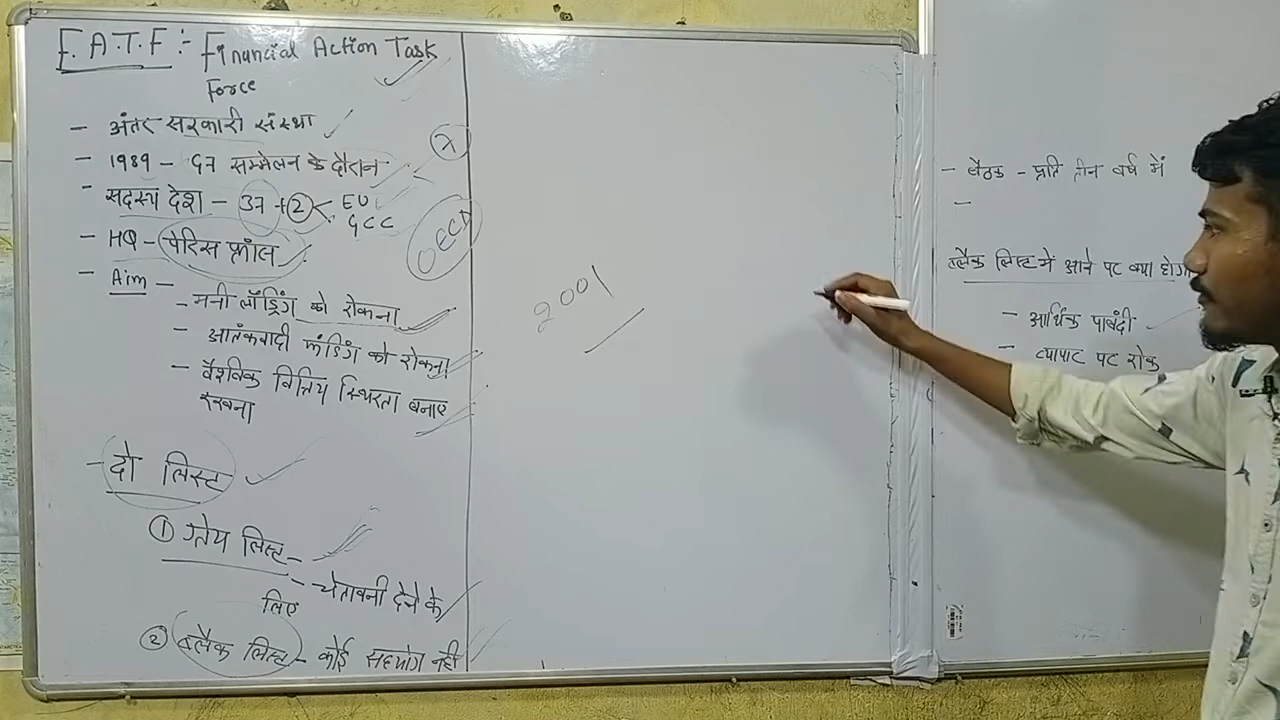 F.A.T.F :- Financial Action Task
Force
- अंतर सरकारी संस्था
- 1989 - G7 सम्मेलन के दौरान
- सदस्य देश - 37 + 2 < EU
GCC
- HQ - पेरिस फ्रांस
- Aim -
- मनी लॉड्रिंग को रोकना
- आतंकवादी फंडिंग को रोकना
- वैश्विक वित्तिय स्थिरता बनाए
रखना
- दो लिस्ट
① ग्रेय लिस्ट -
- चेतावनी देने के
लिए
② ब्लैक लिस्ट - कोई सहयोग नही
X
OECD
2001
- बैठक - प्रति तीन वर्ष में
-
ब्लैक लिस्ट में आने पर क्या होगा
- आर्थिक पाबंदी
- व्यापार पर रोक